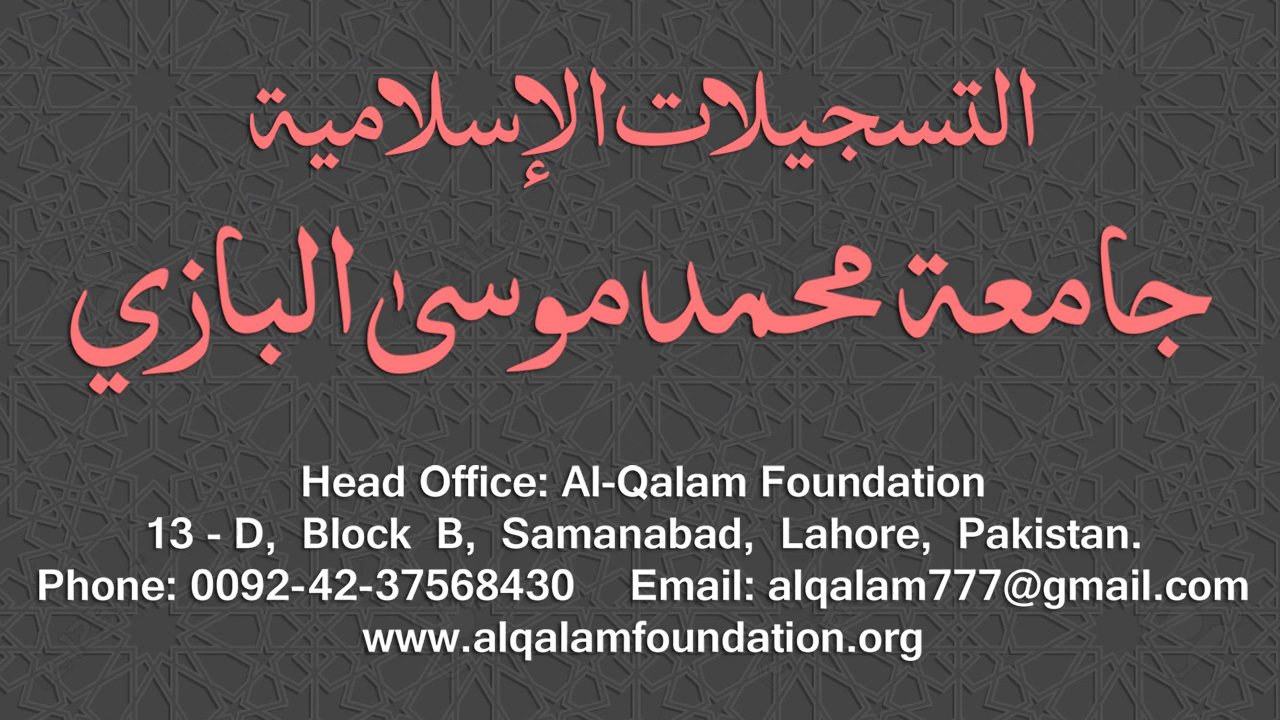 التسجيلات الإسلامية
جامعة محمد موسىٰ البازي
Head Office: Al-Qalam Foundation
13 - D, Block B, Samanabad, Lahore, Pakistan.
Phone: 0092-42-37568430 Email: alqalam777@gmail.com
www.alqalamfoundation.org